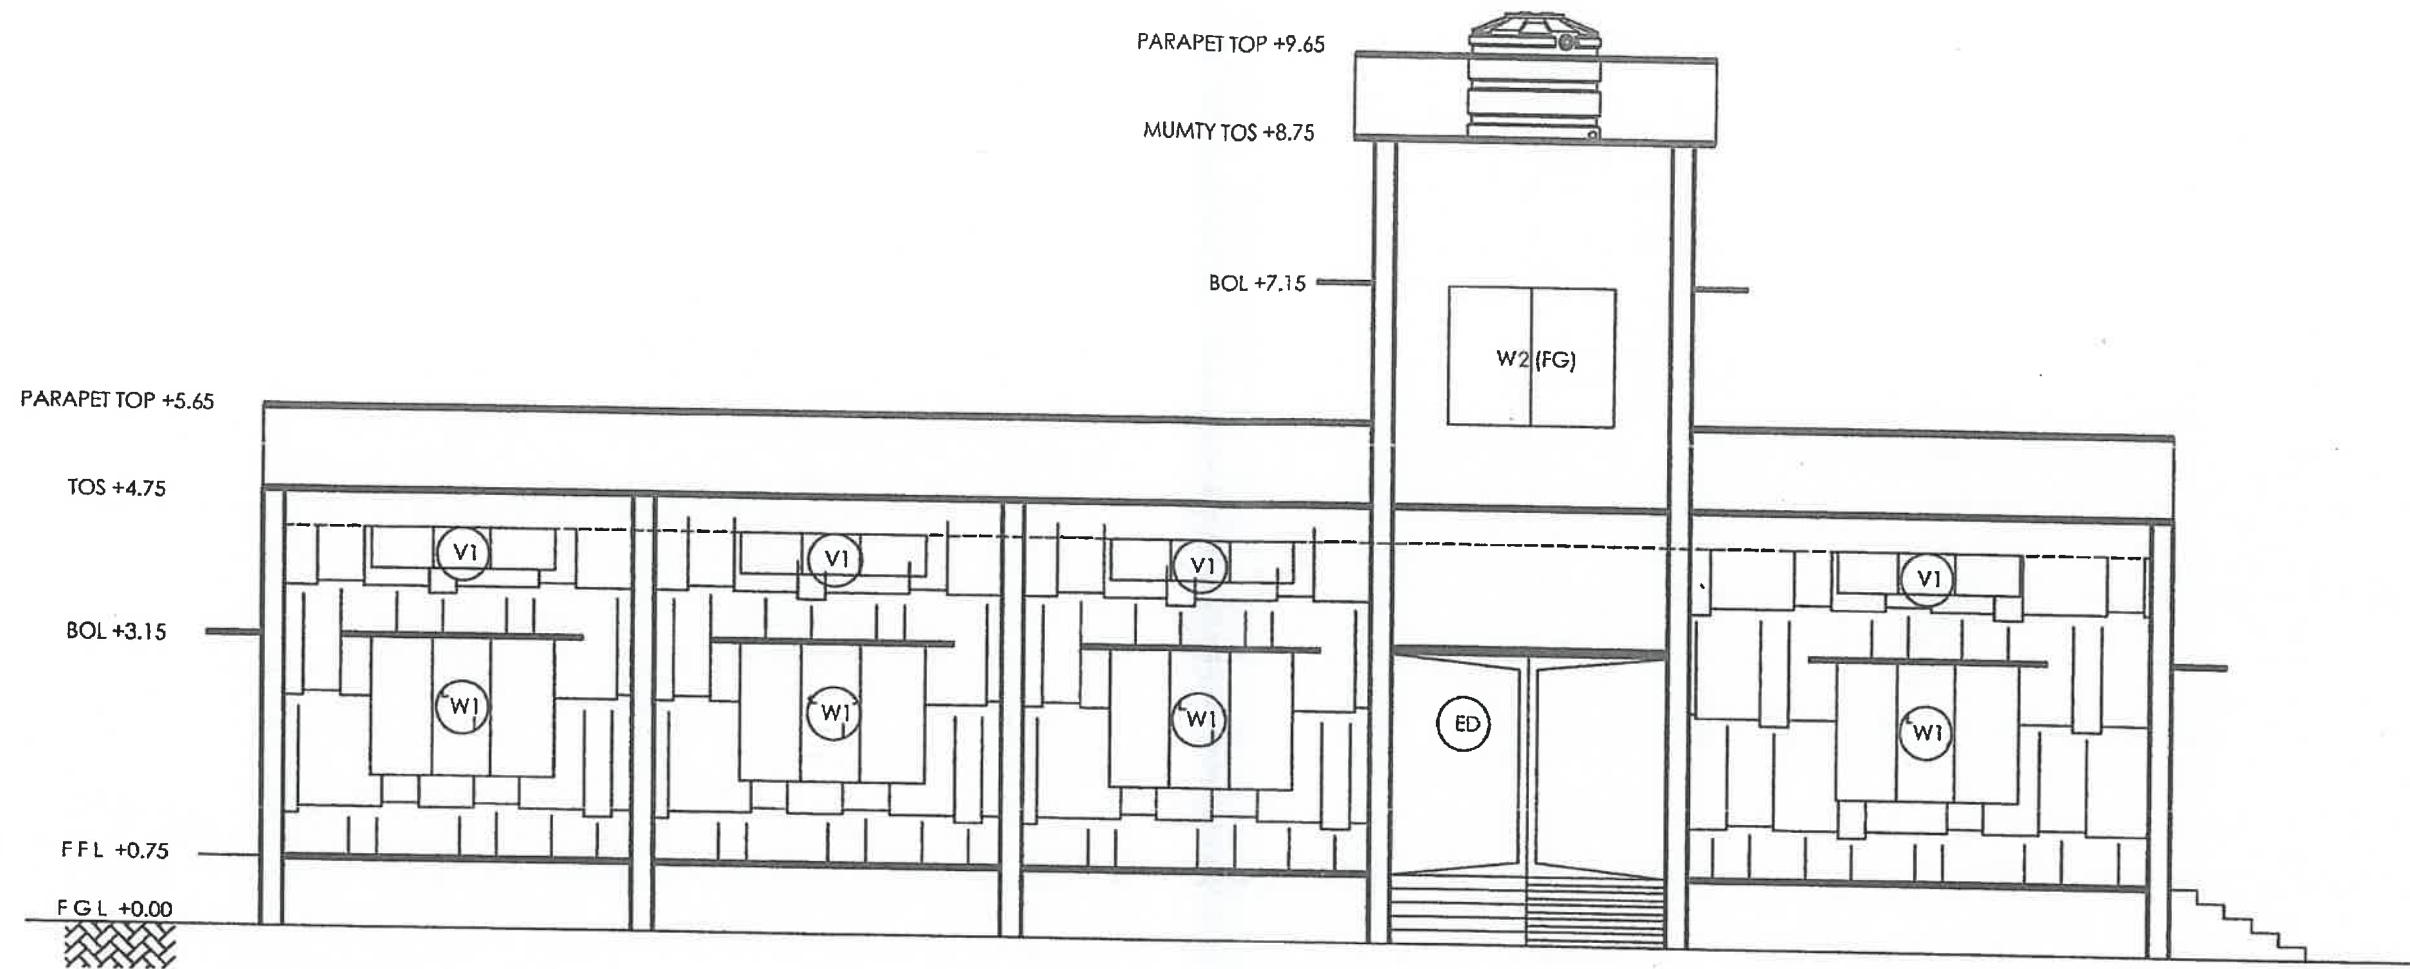 PARAPET TOP +9.65
MUMTY TOS +8.75
BOL +7.15
W2 (FG)
PARAPET TOP +5.65
TOS +4.75
V1 V1 V1 V1
BOL +3.15
W1 W1 W1 ED W1
FFL +0.75
FGL +0.00